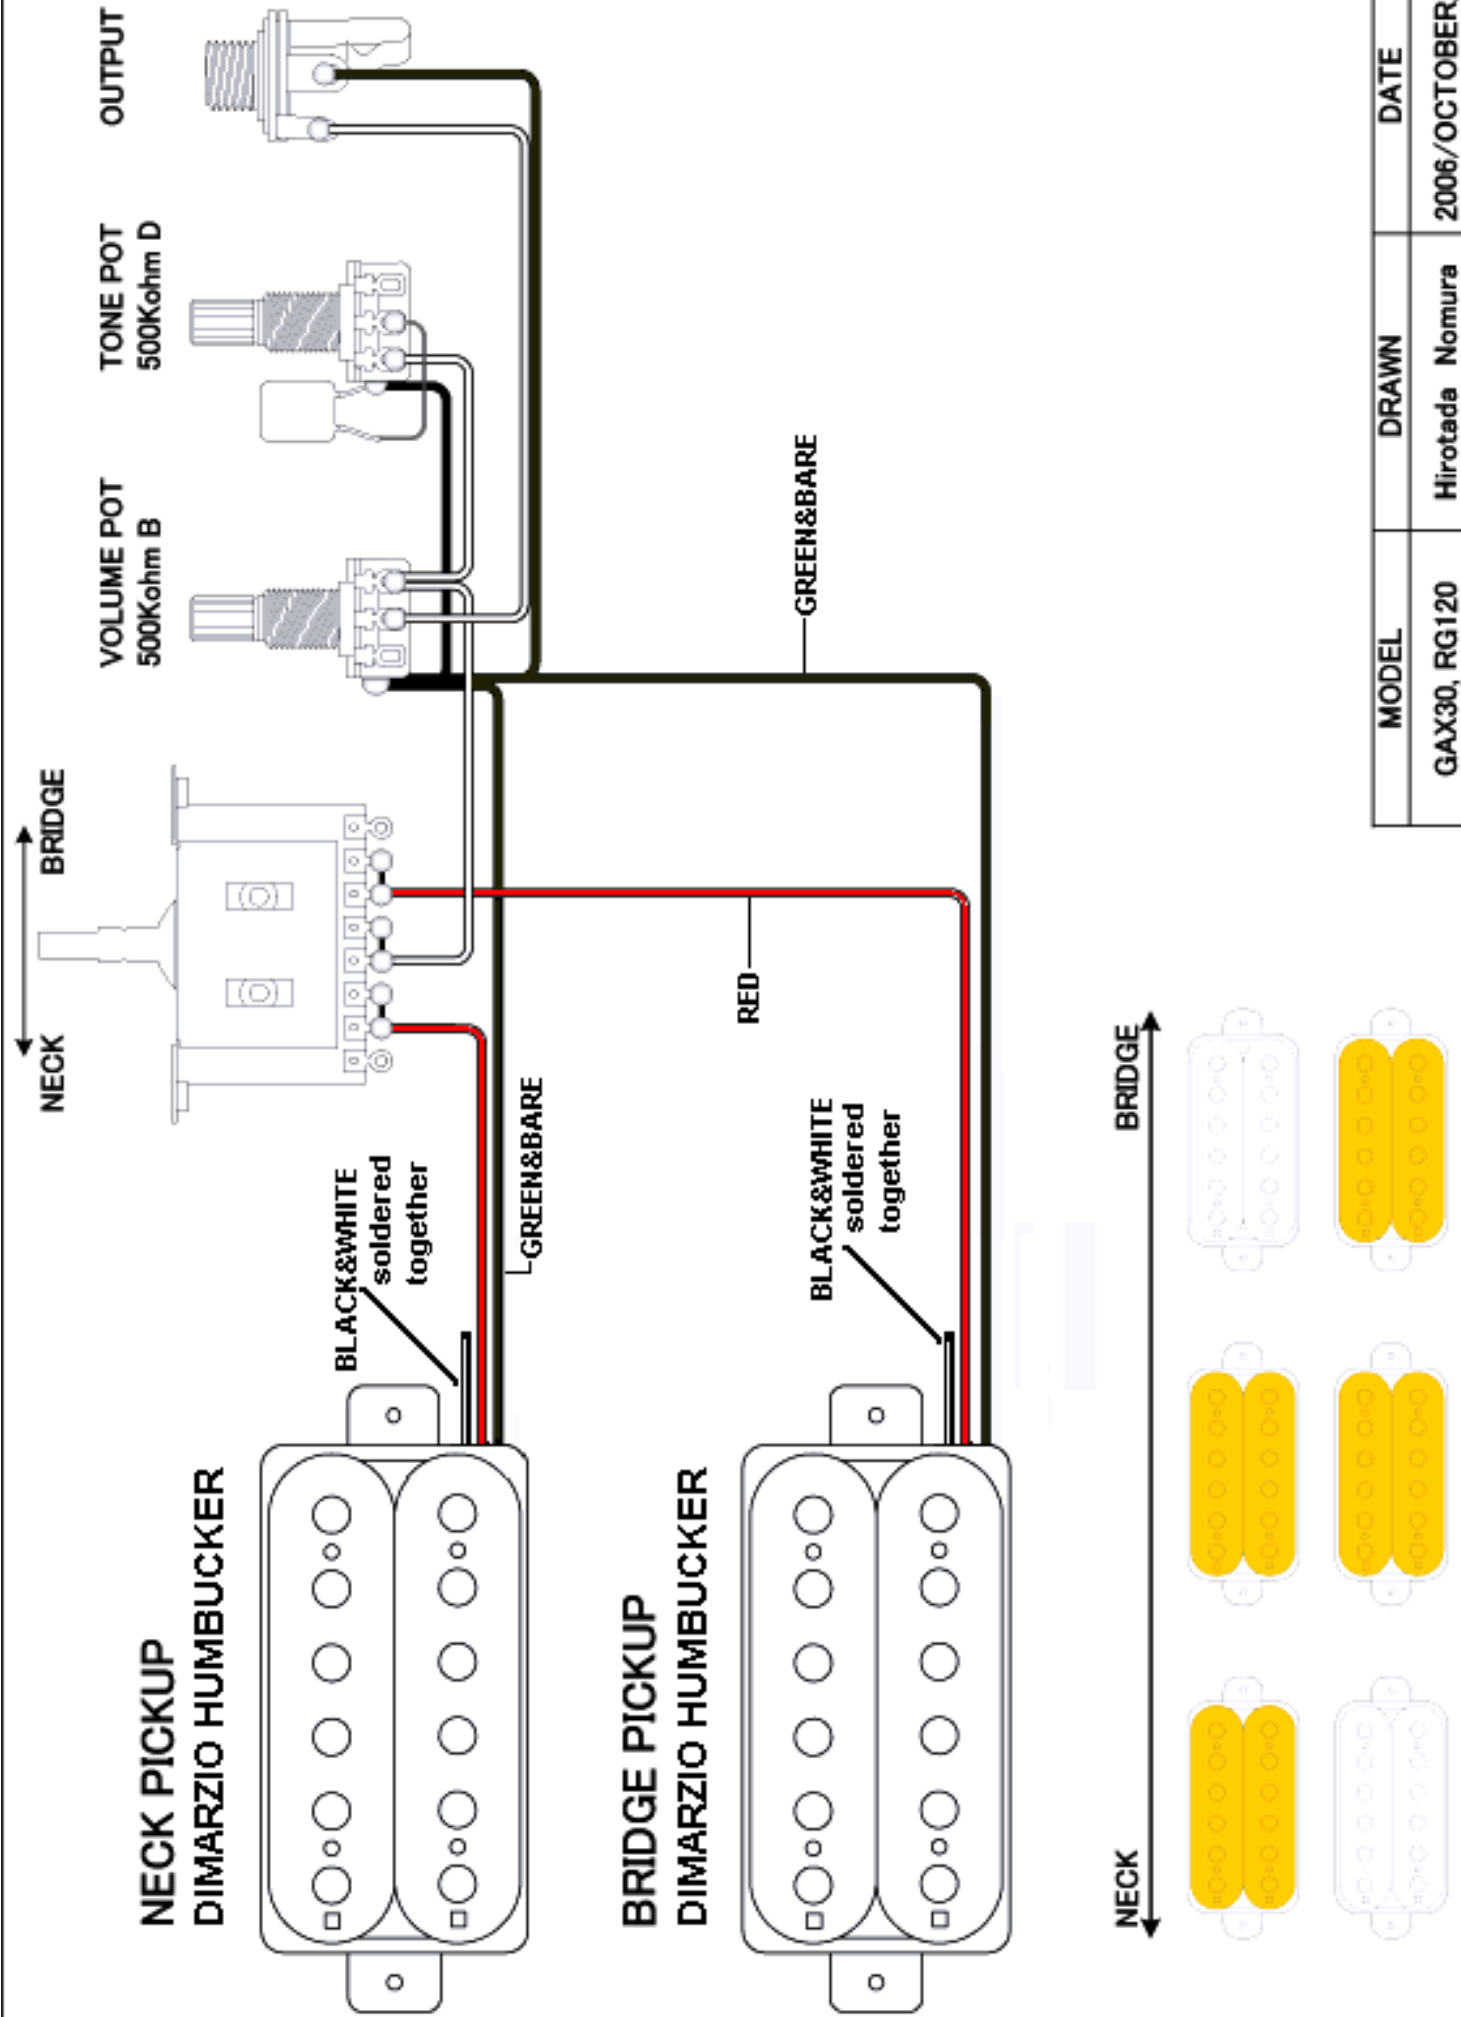 NECK
BRIDGE
VOLUME POT
500Kohm B
TONE POT
500Kohm D
OUTPUT
NECK PICKUP
DIMARZIO HUMBUCKER
BLACK&WHITE
soldered
together
GREEN&BARE
BRIDGE PICKUP
DIMARZIO HUMBUCKER
BLACK&WHITE
soldered
together
RED
GREEN&BARE
NECK
BRIDGE
MODEL DRAWN DATE
GAX30, RG120 Hirotada Nomura 2006/OCTOBER